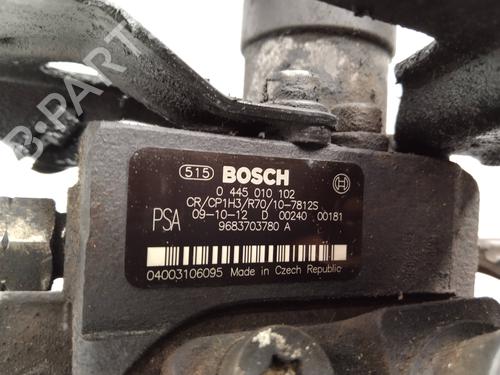 515 BOSCH
0 445 010 102
CR/CP1H3/R70/10-7812S
PSA 09-10-12 D 00240 00181
9683703780 A
04003106095 Made in Czech Republic
B-PARTS